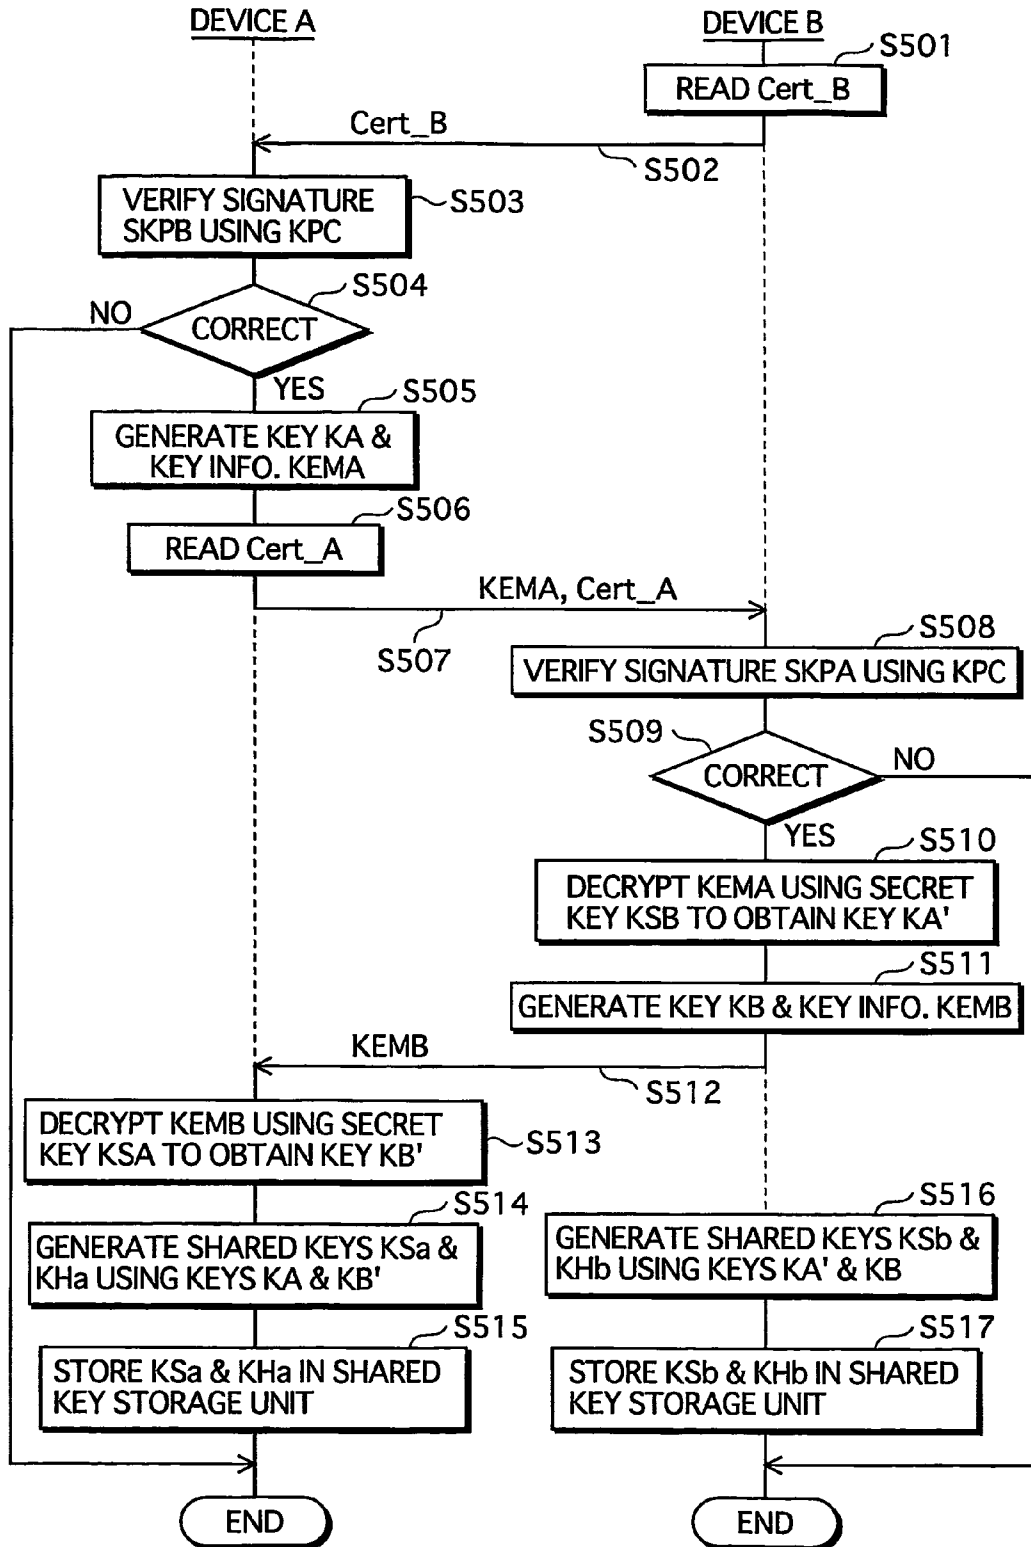 DEVICE A
DEVICE B
S501
READ Cert_B
Cert_B
S502
VERIFY SIGNATURE
SKPB USING KPC
S503
S504
NO
CORRECT
YES
S505
GENERATE KEY KA &
KEY INFO. KEMA
S506
READ Cert_A
KEMA, Cert_A
S507
S508
VERIFY SIGNATURE SKPA USING KPC
S509
CORRECT
NO
YES
S510
DECRYPT KEMA USING SECRET
KEY KSB TO OBTAIN KEY KA'
S511
GENERATE KEY KB & KEY INFO. KEMB
KEMB
S512
DECRYPT KEMB USING SECRET
KEY KSA TO OBTAIN KEY KB'
S513
S514
GENERATE SHARED KEYS KSa &
KHa USING KEYS KA & KB'
S516
GENERATE SHARED KEYS KSb &
KHb USING KEYS KA' & KB
S515
STORE KSa & KHa IN SHARED
KEY STORAGE UNIT
S517
STORE KSb & KHb IN SHARED
KEY STORAGE UNIT
END
END